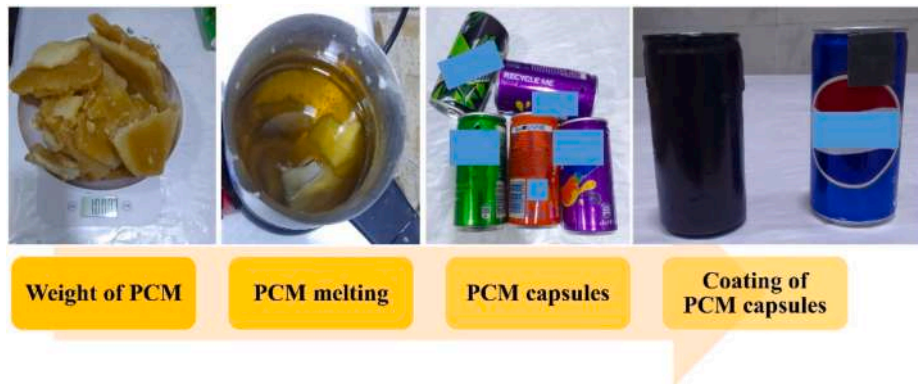 RECYCLE ME
Weight of PCM
PCM melting
PCM capsules
Coating of
PCM capsules